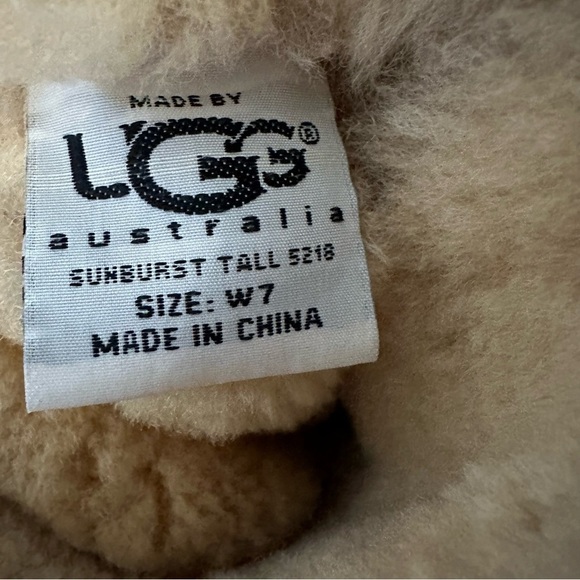 MADE BY
UGG®
australia
SUNBURST TALL 5218
SIZE: W7
MADE IN CHINA